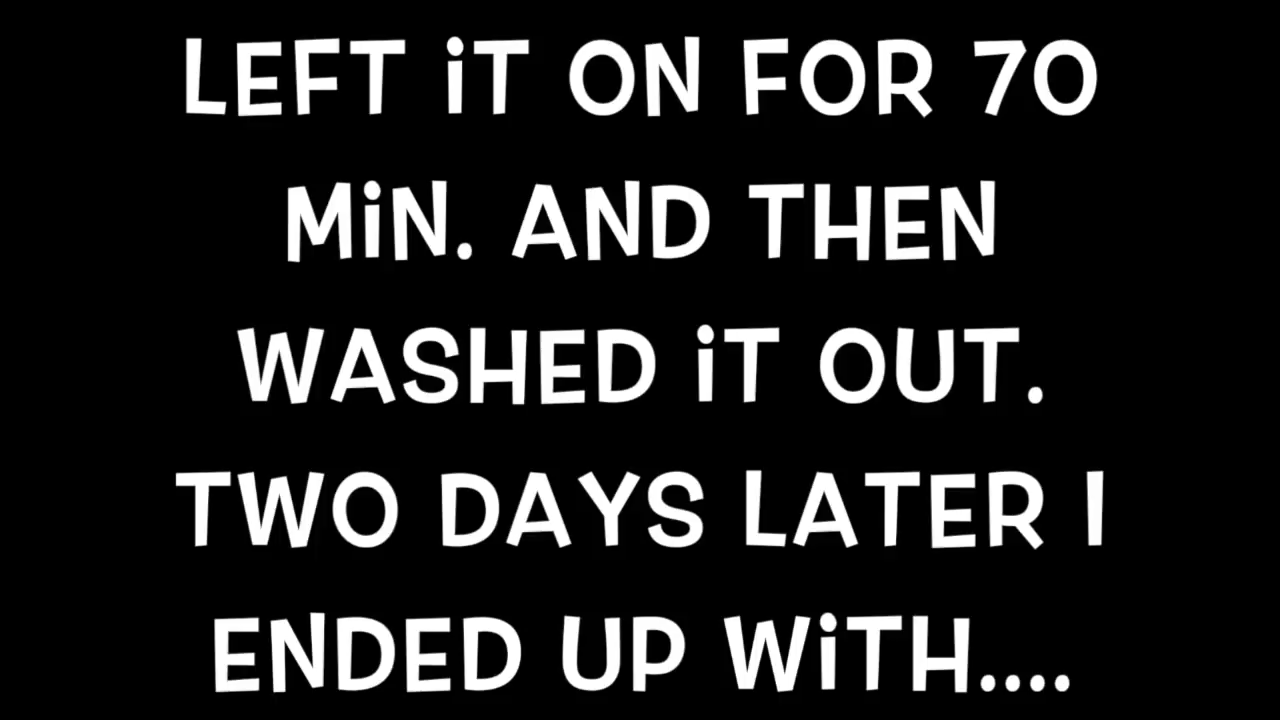 LEFT iT ON FOR 70
MiN. AND THEN
WASHED iT OUT.
TWO DAYS LATER I
ENDED UP WiTH....